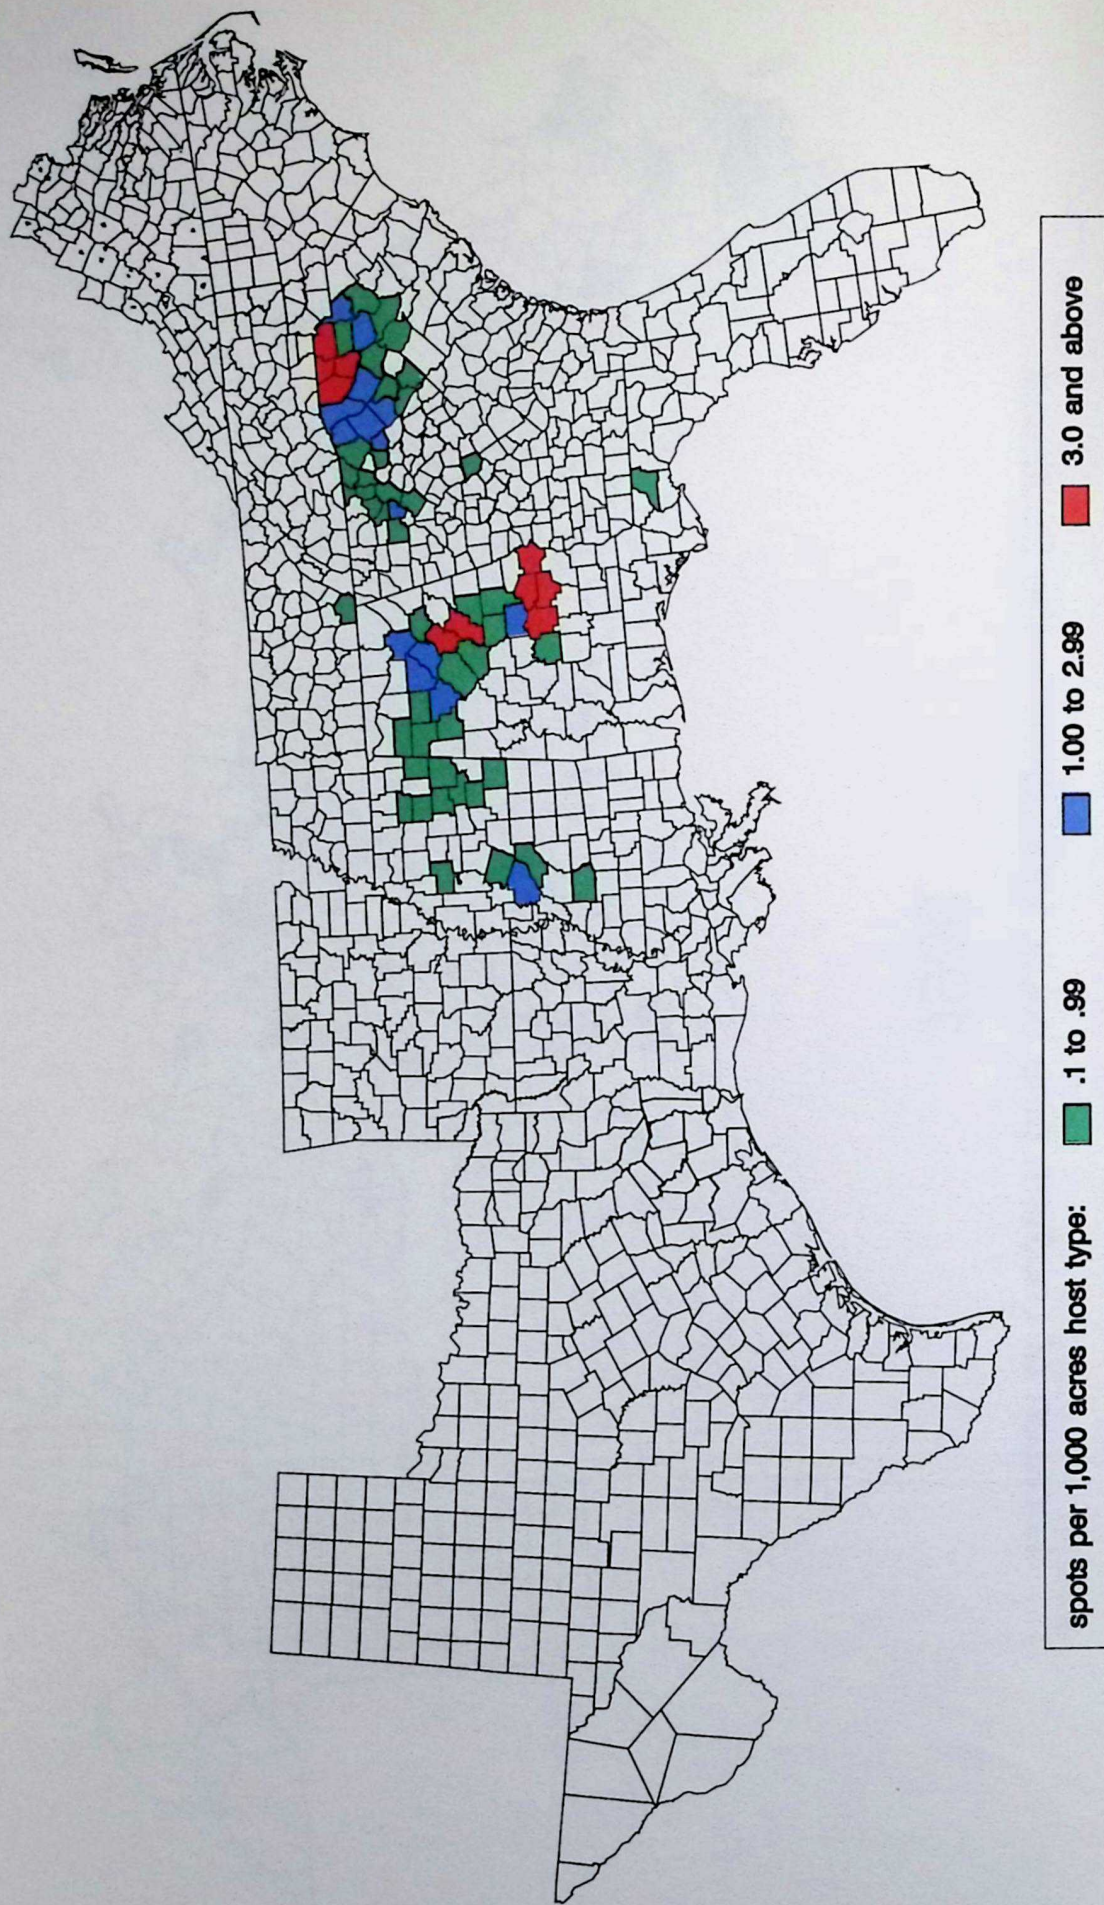 spots per 1,000 acres host type: .1 to .99 1.00 to 2.99 3.0 and above